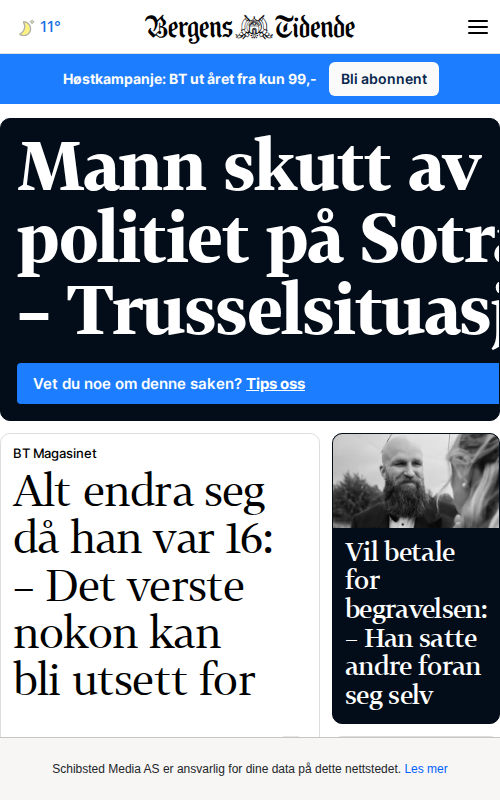 11°
Bergens Tidende
Høstkampanje: BT ut året fra kun 99,-
Bli abonnent
Mann skutt av
politiet på Sotr
– Trusselsituasj
Vet du noe om denne saken? Tips oss
BT Magasinet
Alt endra seg
då han var 16:
– Det verste
nokon kan
bli utsett for
Vil betale
for
begravelsen:
– Han satte
andre foran
seg selv
Schibsted Media AS er ansvarlig for dine data på dette nettstedet. Les mer